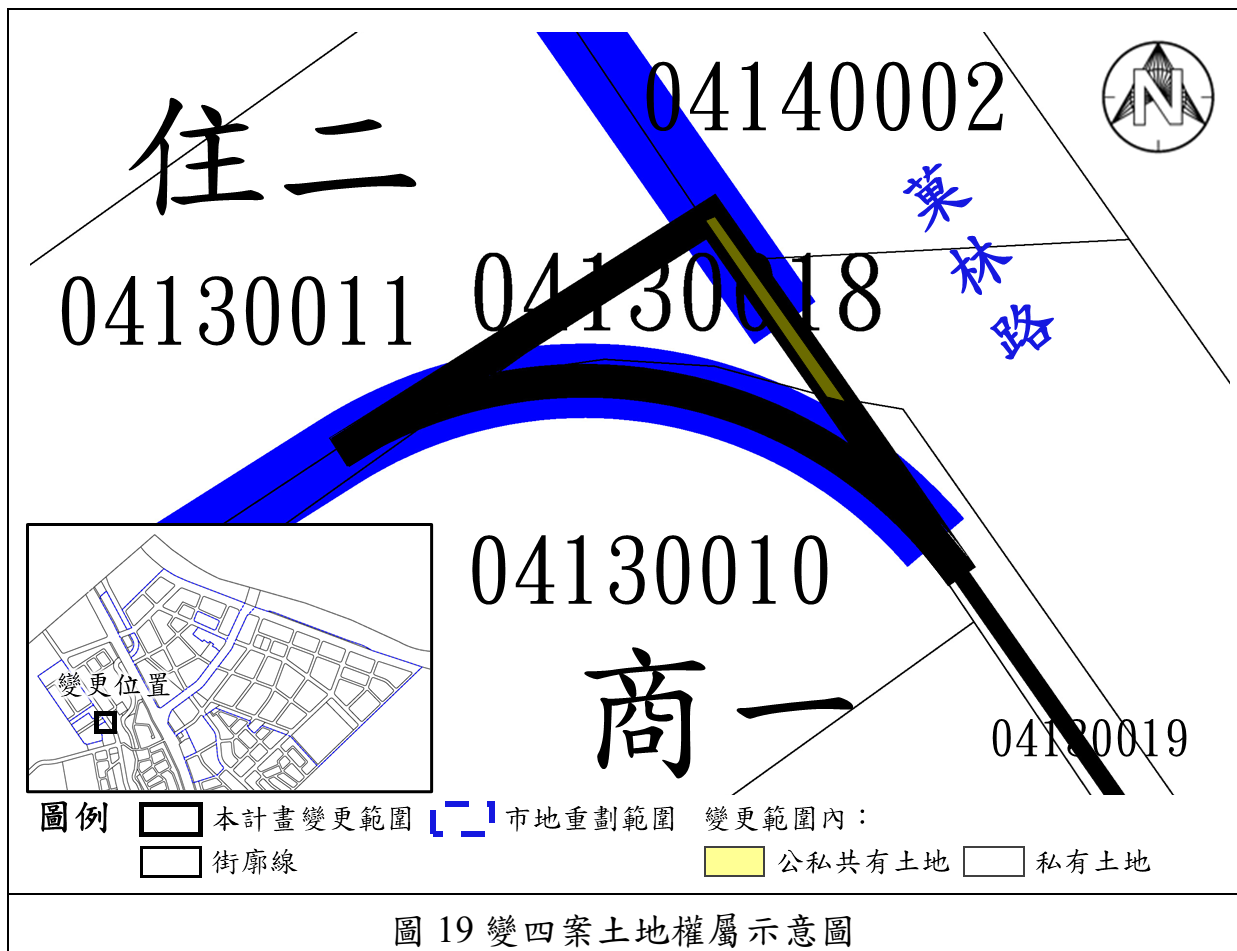 04140002
住二
菓林路
04130011
04130018
04130010
商一
04130019
變更位置
N
圖例 本計畫變更範圍 市地重劃範圍 變更範圍內：
街廓線 公私共有土地 私有土地
圖 19 變四案土地權屬示意圖